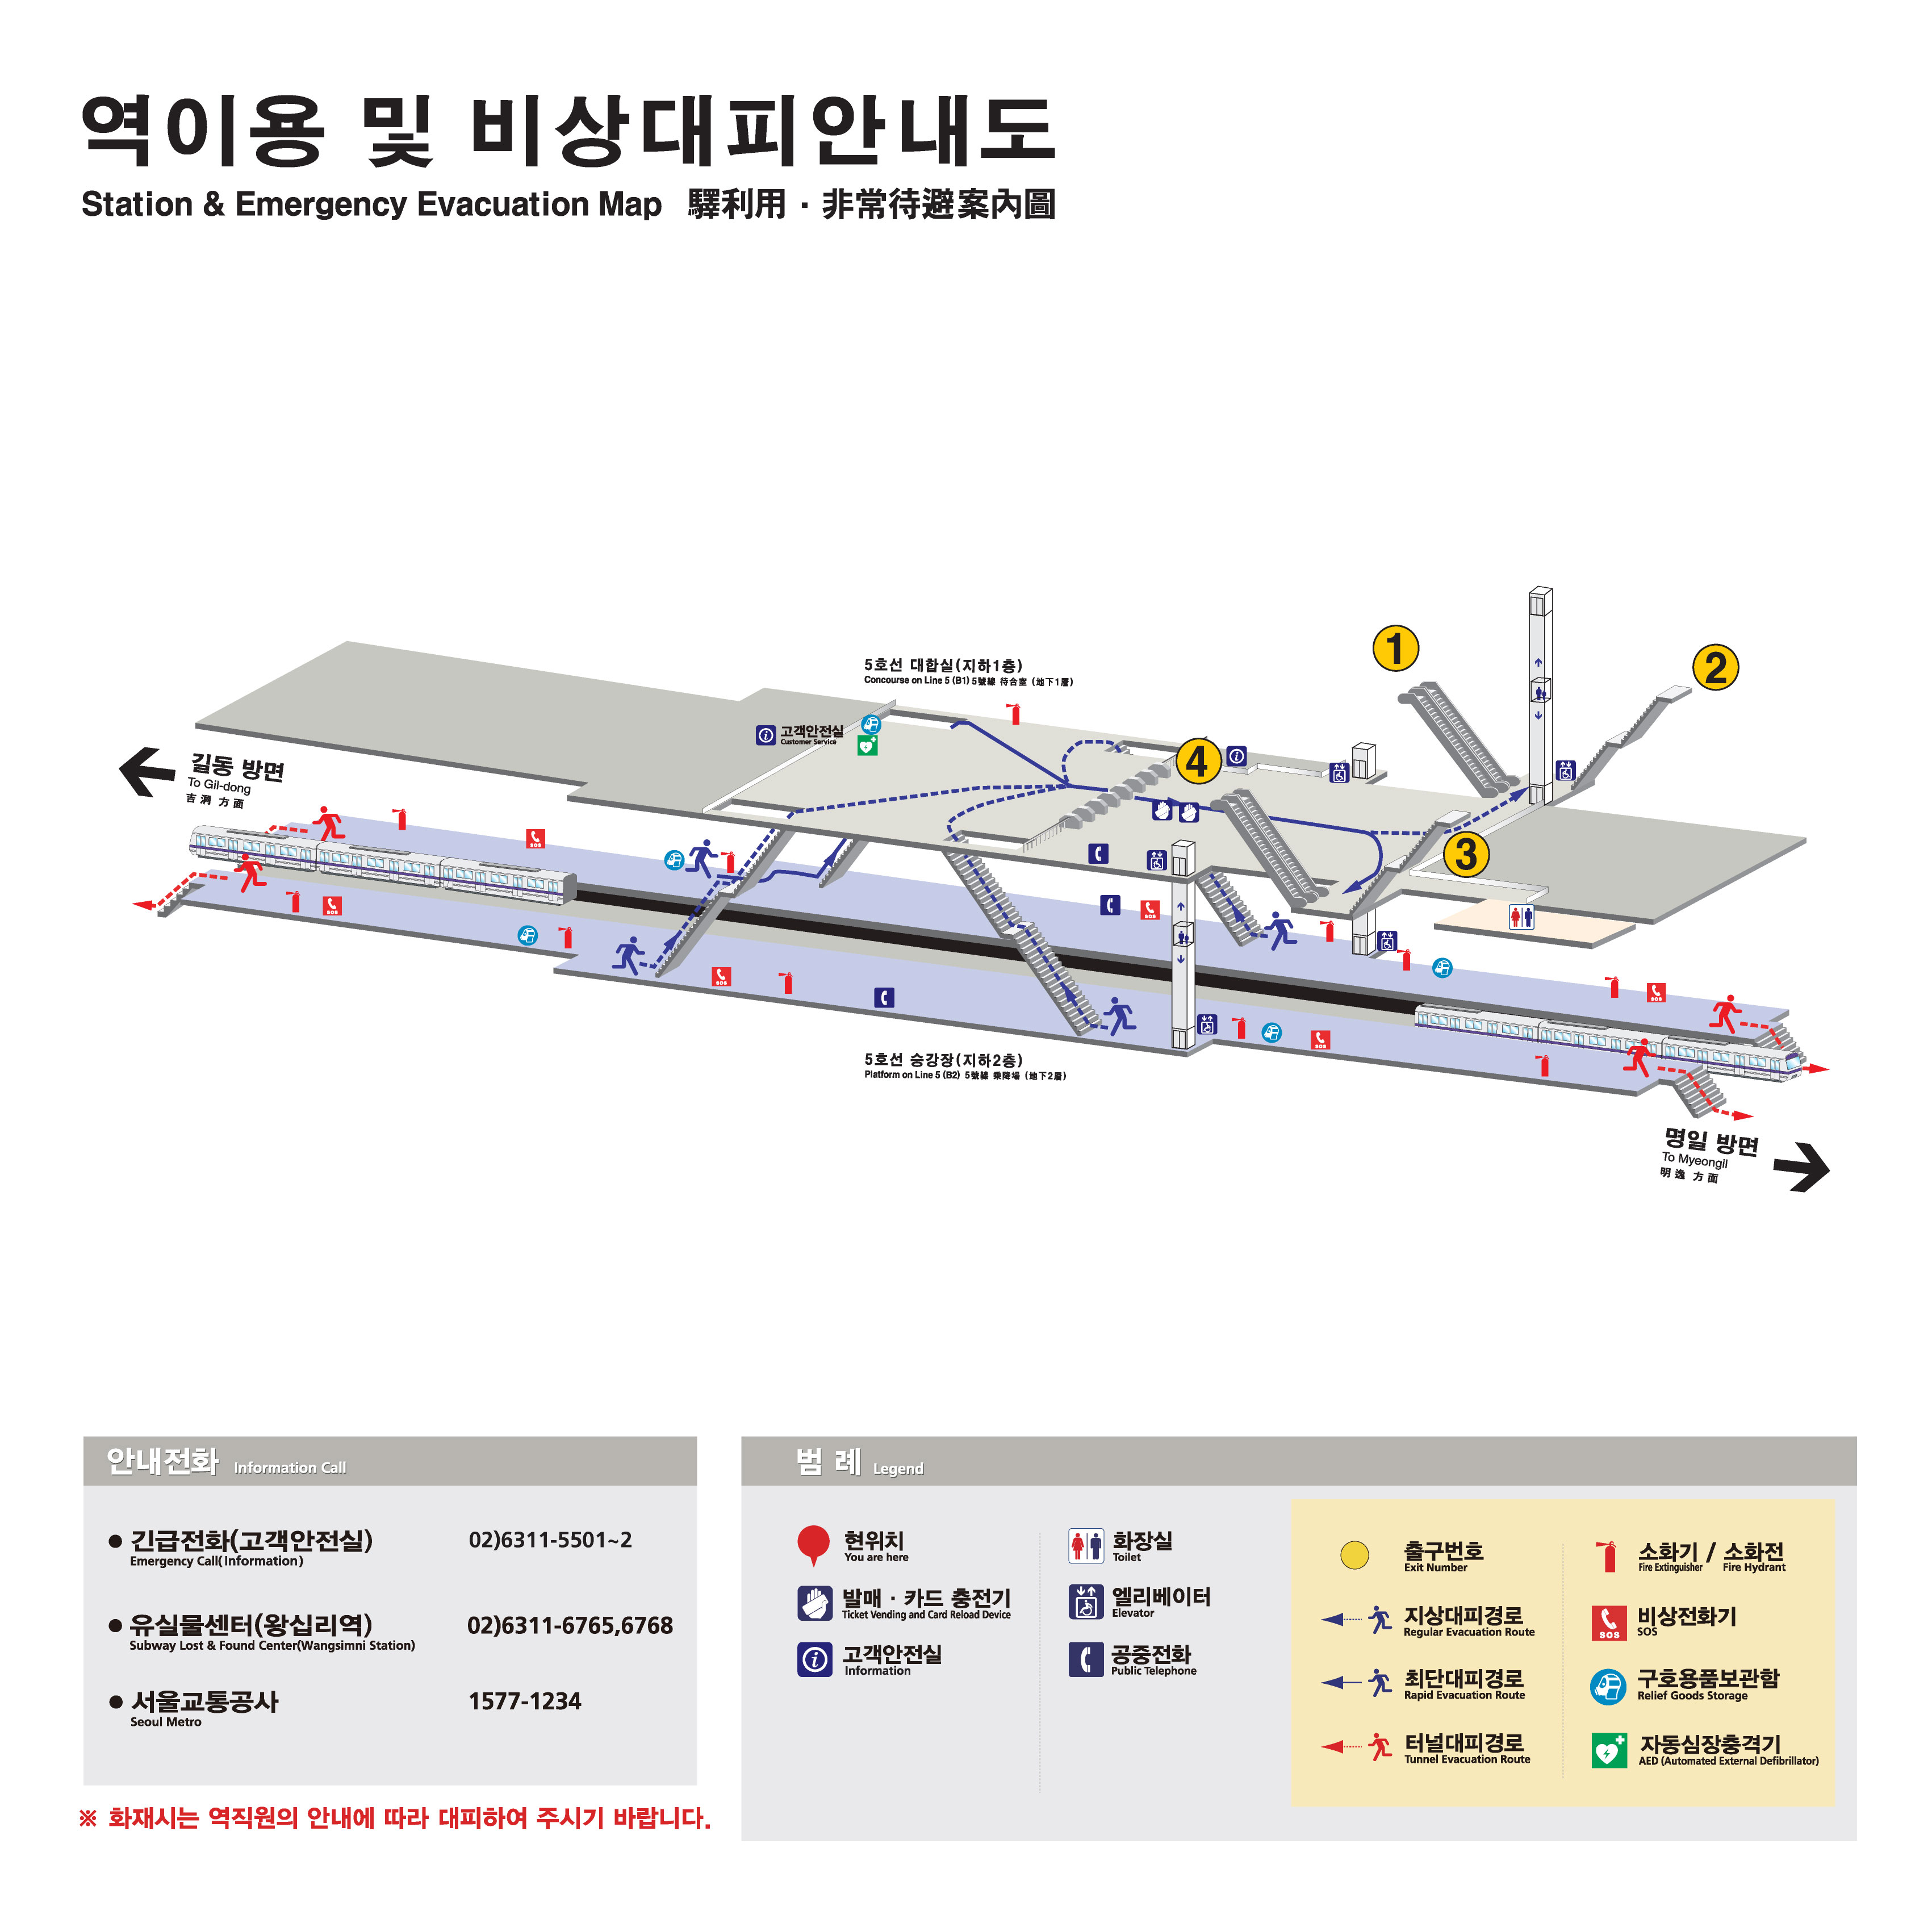 역이용 및 비상대피안내도
Station & Emergency Evacuation Map 驛利用 · 非常待避案內圖
5호선 대합실(지하1층)
Concourse on Line 5 (B1) 5號線 待合室 (地下1層)
1
2
고객안전실
Customer Service
4
길동 방면
To Gil-dong
吉洞 方面
3
SOS
SOS
SOS
SOS
SOS
SOS
5호선 승강장(지하2층)
Platform on Line 5 (B2) 5號線 乘降場 (地下2層)
명일 방면
To Myeongil
明逸 方面
안내전화 Information Call
긴급전화(고객안전실) 02)6311-5501~2
Emergency Call(Information)
유실물센터(왕십리역) 02)6311-6765,6768
Subway Lost & Found Center(Wangsimni Station)
서울교통공사 1577-1234
Seoul Metro
※ 화재시는 역직원의 안내에 따라 대피하여 주시기 바랍니다.
범 례 Legend
현위치
You are here
발매 · 카드 충전기
Ticket Vending and Card Reload Device
고객안전실
Information
화장실
Toilet
엘리베이터
Elevator
공중전화
Public Telephone
출구번호
Exit Number
지상대피경로
Regular Evacuation Route
최단대피경로
Rapid Evacuation Route
터널대피경로
Tunnel Evacuation Route
소화기 / 소화전
Fire Extinguisher Fire Hydrant
SOS
비상전화기
SOS
구호용품보관함
Relief Goods Storage
자동심장충격기
AED (Automated External Defibrillator)